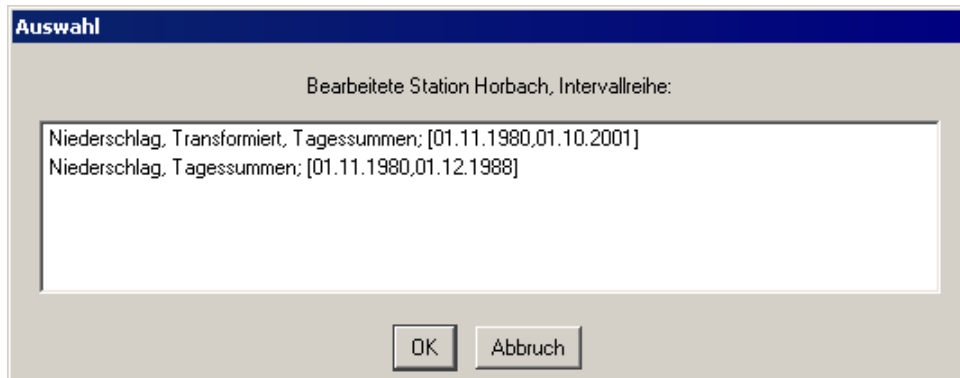 Auswahl
Bearbeitete Station Horbach, Intervallreihe:
Niederschlag, Transformiert, Tagessummen; [01.11.1980,01.10.2001]
Niederschlag, Tagessummen; [01.11.1980,01.12.1988]
OK Abbruch